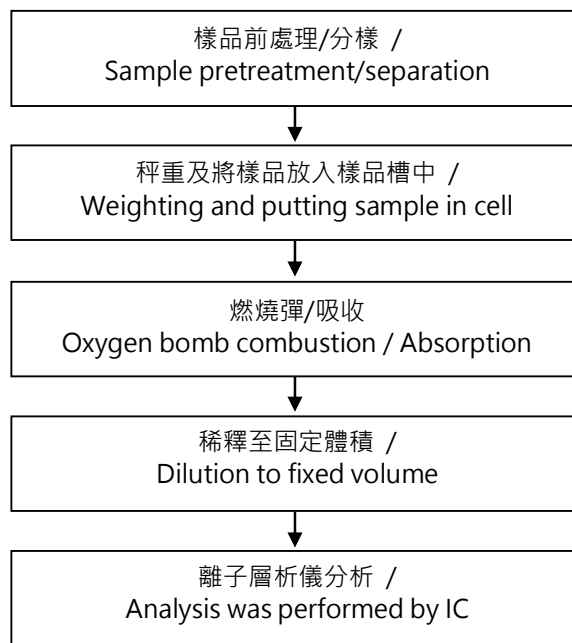 樣品前處理/分樣 /
Sample pretreatment/separation
秤重及將樣品放入樣品槽中 /
Weighting and putting sample in cell
燃燒彈/吸收
Oxygen bomb combustion / Absorption
稀釋至固定體積 /
Dilution to fixed volume
離子層析儀分析 /
Analysis was performed by IC